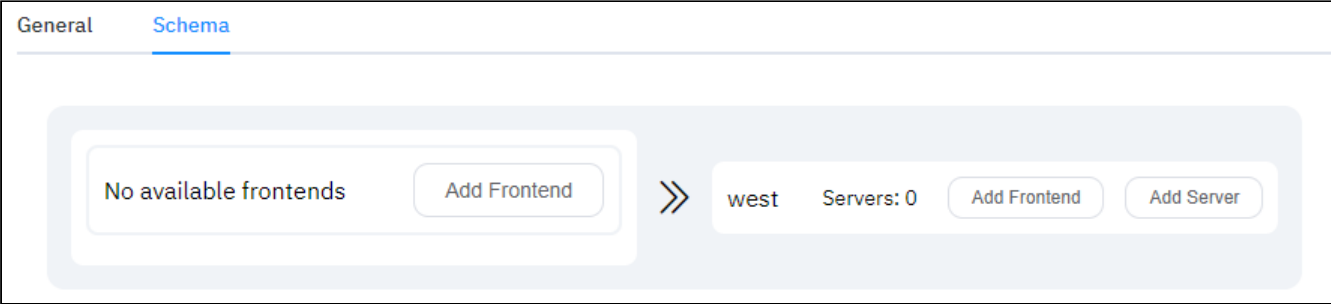 General Schema
No available frontends Add Frontend west Servers: 0 Add Frontend Add Server